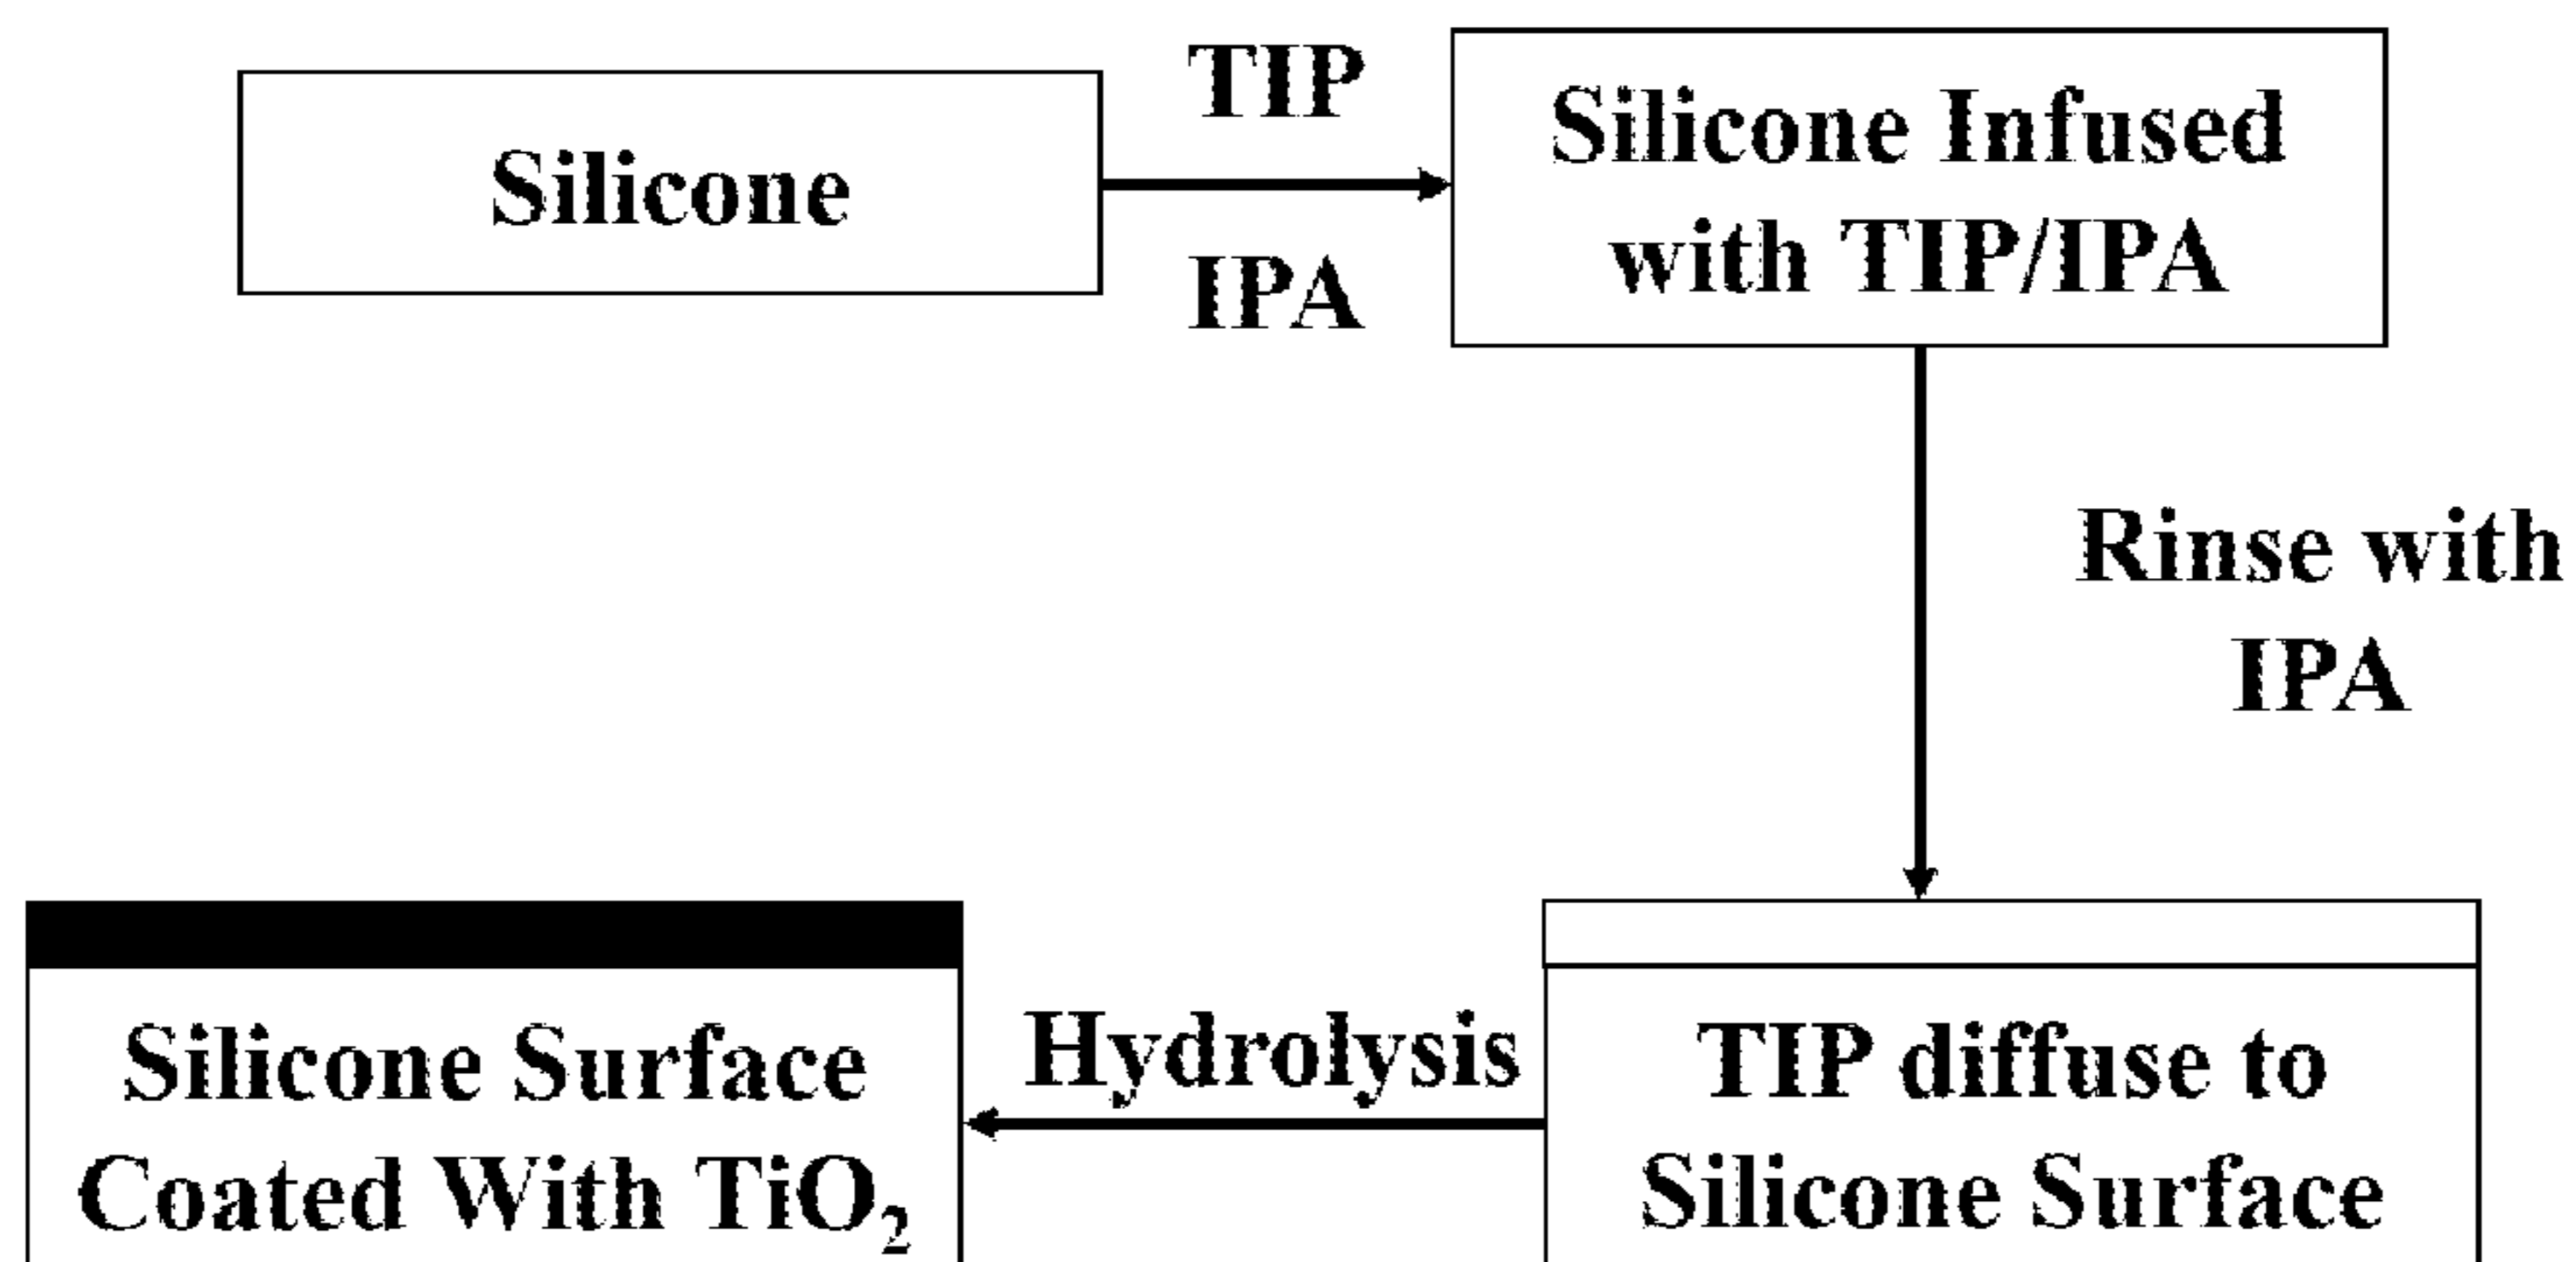 Silicone
TIP
IPA
Silicone Infused
with TIP/IPA
Rinse with
IPA
TIP diffuse to
Silicone Surface
Hydrolysis
Silicone Surface
Coated With TiO₂